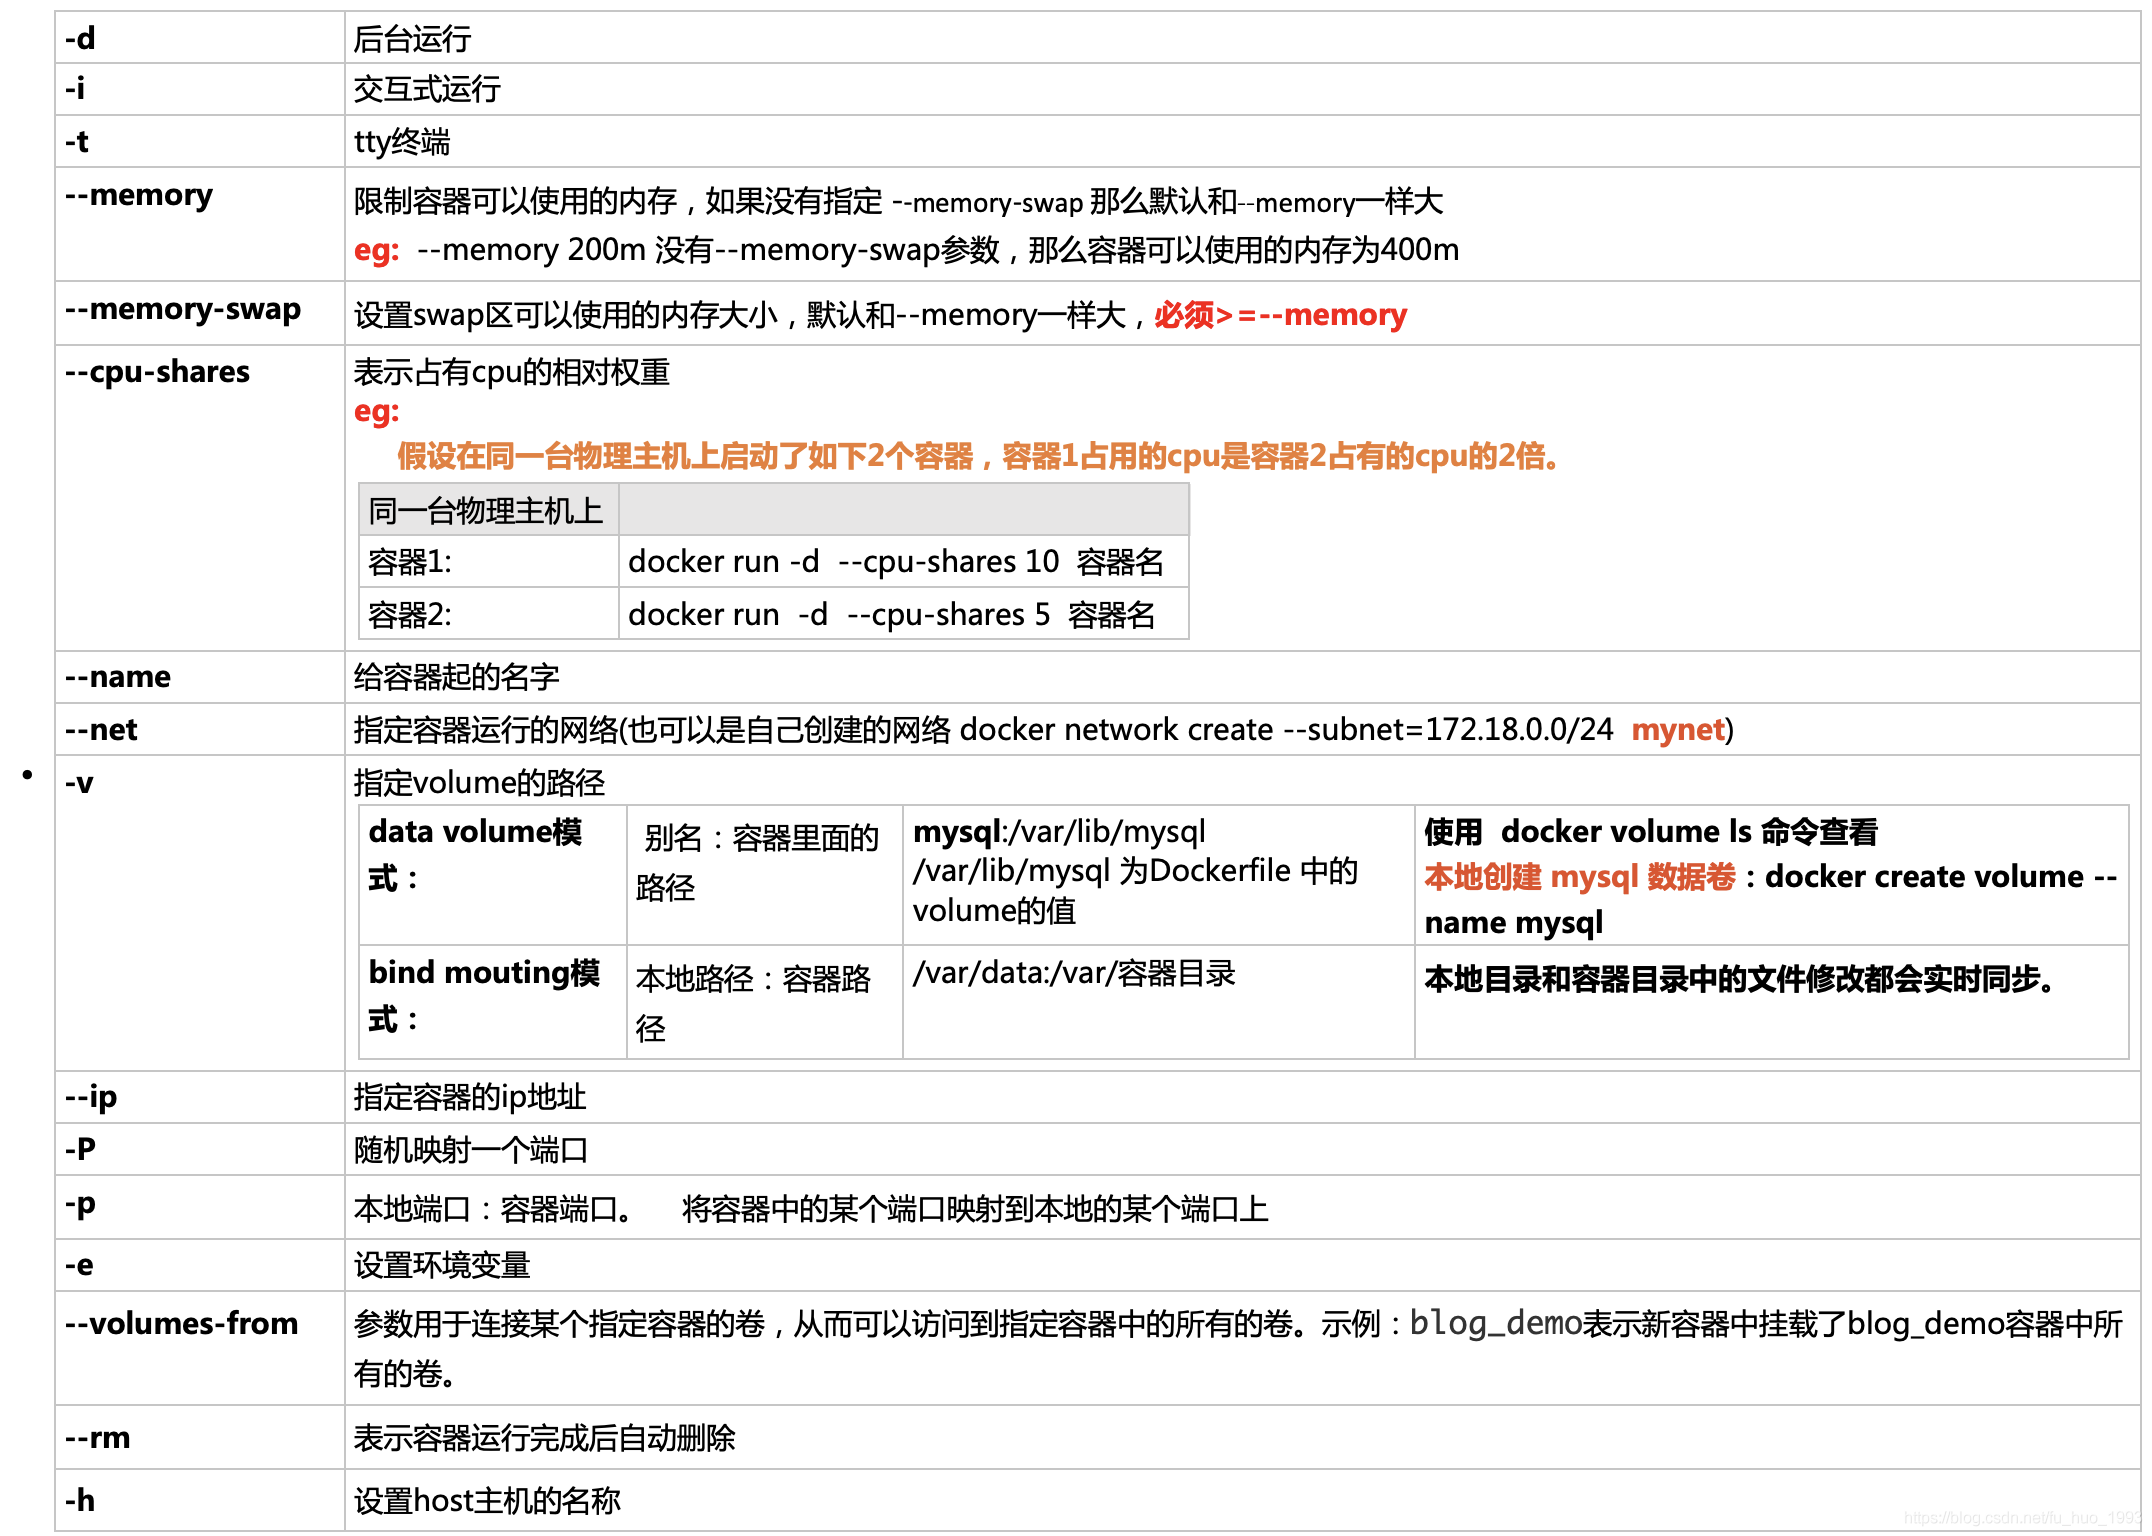 -d 后台运行
-i 交互式运行
-t tty终端
--memory 限制容器可以使用的内存，如果没有指定 --memory-swap 那么默认和--memory一样大
eg: --memory 200m 没有--memory-swap参数，那么容器可以使用的内存为400m
--memory-swap 设置swap区可以使用的内存大小，默认和--memory一样大，必须>=--memory
--cpu-shares 表示占有cpu的相对权重
eg:
假设在同一台物理主机上启动了如下2个容器，容器1占用的cpu是容器2占有的cpu的2倍。
同一台物理主机上
容器1: docker run -d --cpu-shares 10 容器名
容器2: docker run -d --cpu-shares 5 容器名
--name 给容器起的名字
--net 指定容器运行的网络(也可以是自己创建的网络 docker network create --subnet=172.18.0.0/24 mynet)
-v 指定volume的路径
data volume模
式：
别名：容器里面的
路径
mysql:/var/lib/mysql
/var/lib/mysql 为Dockerfile 中的
volume的值
使用 docker volume ls 命令查看
本地创建 mysql 数据卷：docker create volume --
name mysql
bind mouting模
式：
本地路径：容器路
径
/var/data:/var/容器目录
本地目录和容器目录中的文件修改都会实时同步。
--ip 指定容器的ip地址
-P 随机映射一个端口
-p 本地端口：容器端口。 将容器中的某个端口映射到本地的某个端口上
-e 设置环境变量
--volumes-from 参数用于连接某个指定容器的卷，从而可以访问到指定容器中的所有的卷。示例：blog_demo表示新容器中挂载了blog_demo容器中所
有的卷。
--rm 表示容器运行完成后自动删除
-h 设置host主机的名称
https://blog.csdn.net/fu_huo_1993